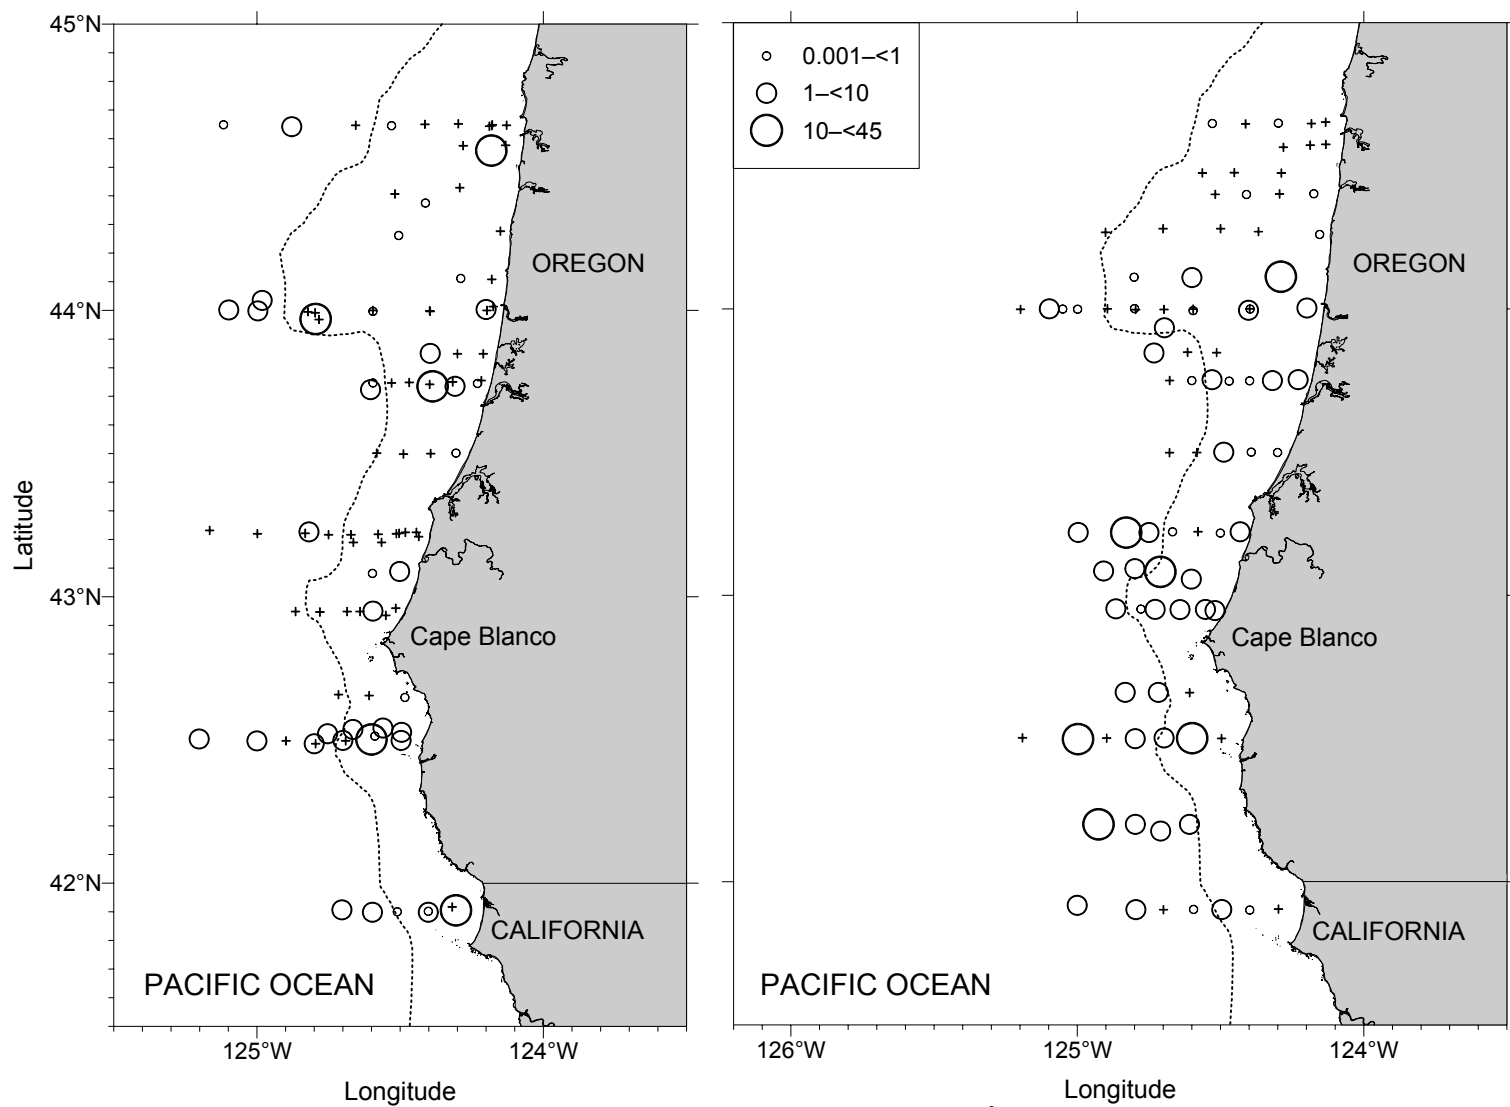 45°N
44°N
43°N
42°N
Latitude
OREGON
Cape Blanco
CALIFORNIA
PACIFIC OCEAN
125°W
124°W
Longitude
0.001–<1
1–<10
10–<45
OREGON
Cape Blanco
CALIFORNIA
PACIFIC OCEAN
126°W
125°W
124°W
Longitude